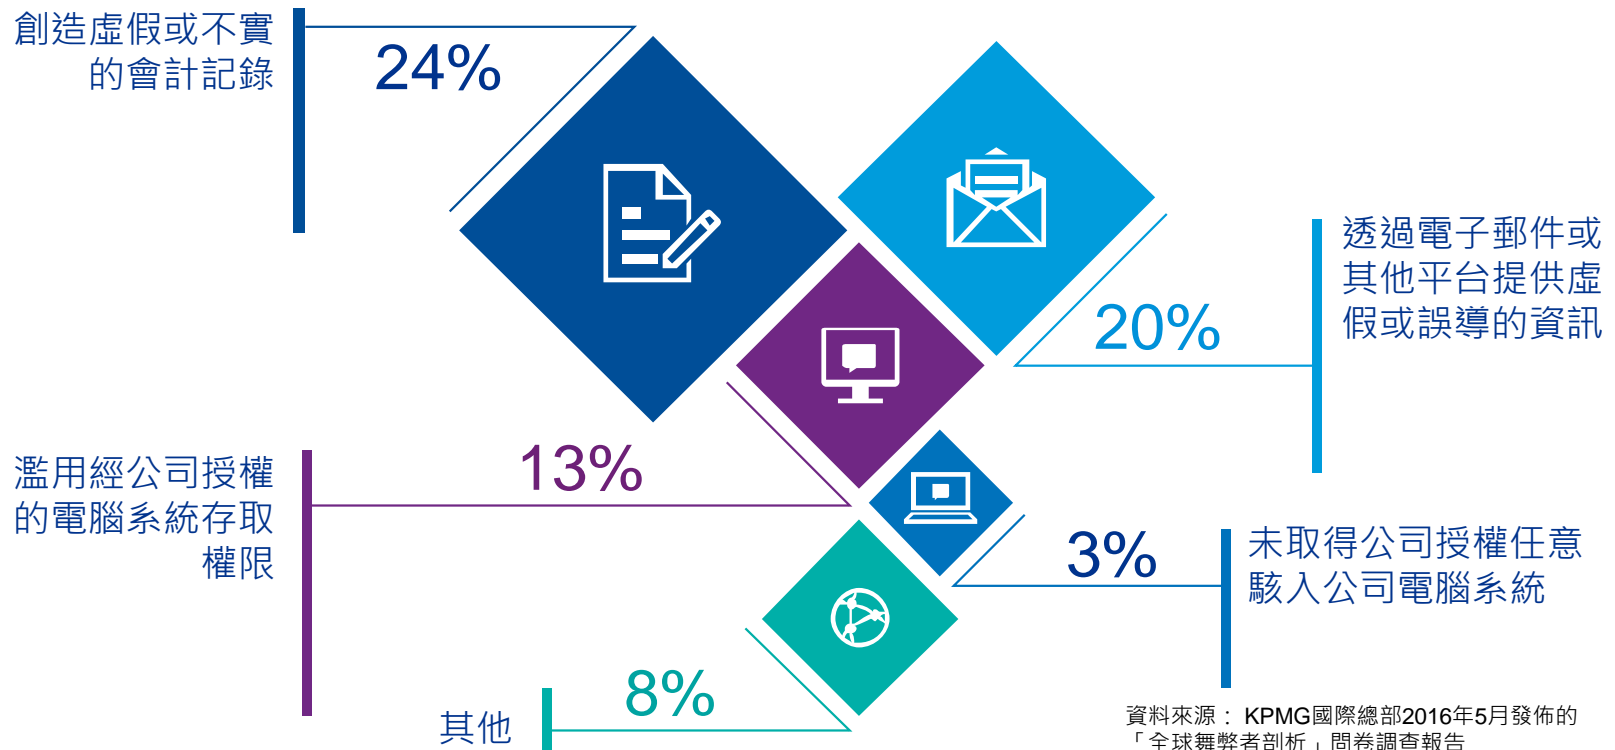 創造虛假或不實
的會計記錄
24%
透過電子郵件或
其他平台提供虛
假或誤導的資訊
20%
濫用經公司授權
的電腦系統存取
權限
13%
未取得公司授權任意
駭入公司電腦系統
3%
其他
8%
資料來源：KPMG國際總部2016年5月發佈的
「全球舞弊者剖析」問卷調查報告